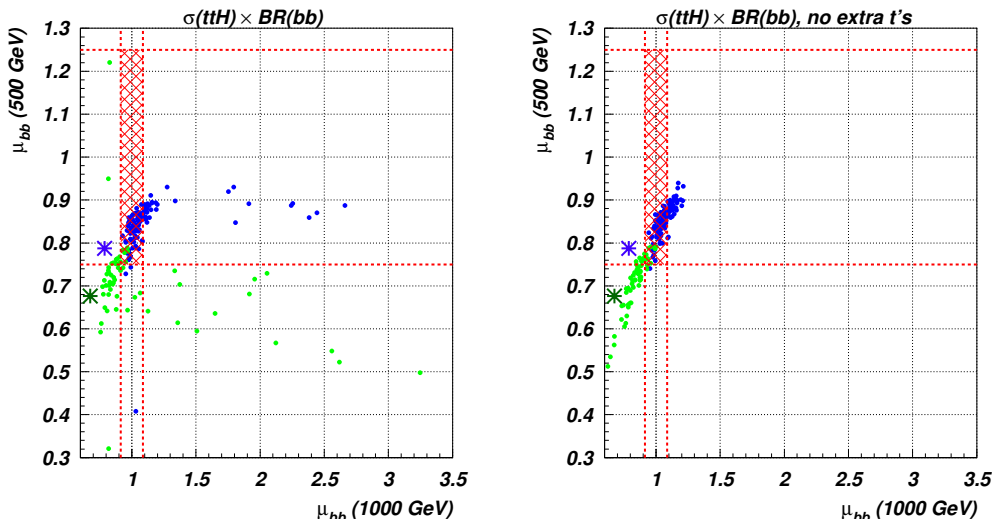 σ(ttH) × BR(bb)
μbb (500 GeV)
1.3
1.2
1.1
1
0.9
0.8
0.7
0.6
0.5
0.4
0.3
1 1.5 2 2.5 3 3.5
μbb (1000 GeV)
σ(ttH) × BR(bb), no extra t's
μbb (500 GeV)
1.3
1.2
1.1
1
0.9
0.8
0.7
0.6
0.5
0.4
0.3
1 1.5 2 2.5 3 3.5
μbb (1000 GeV)